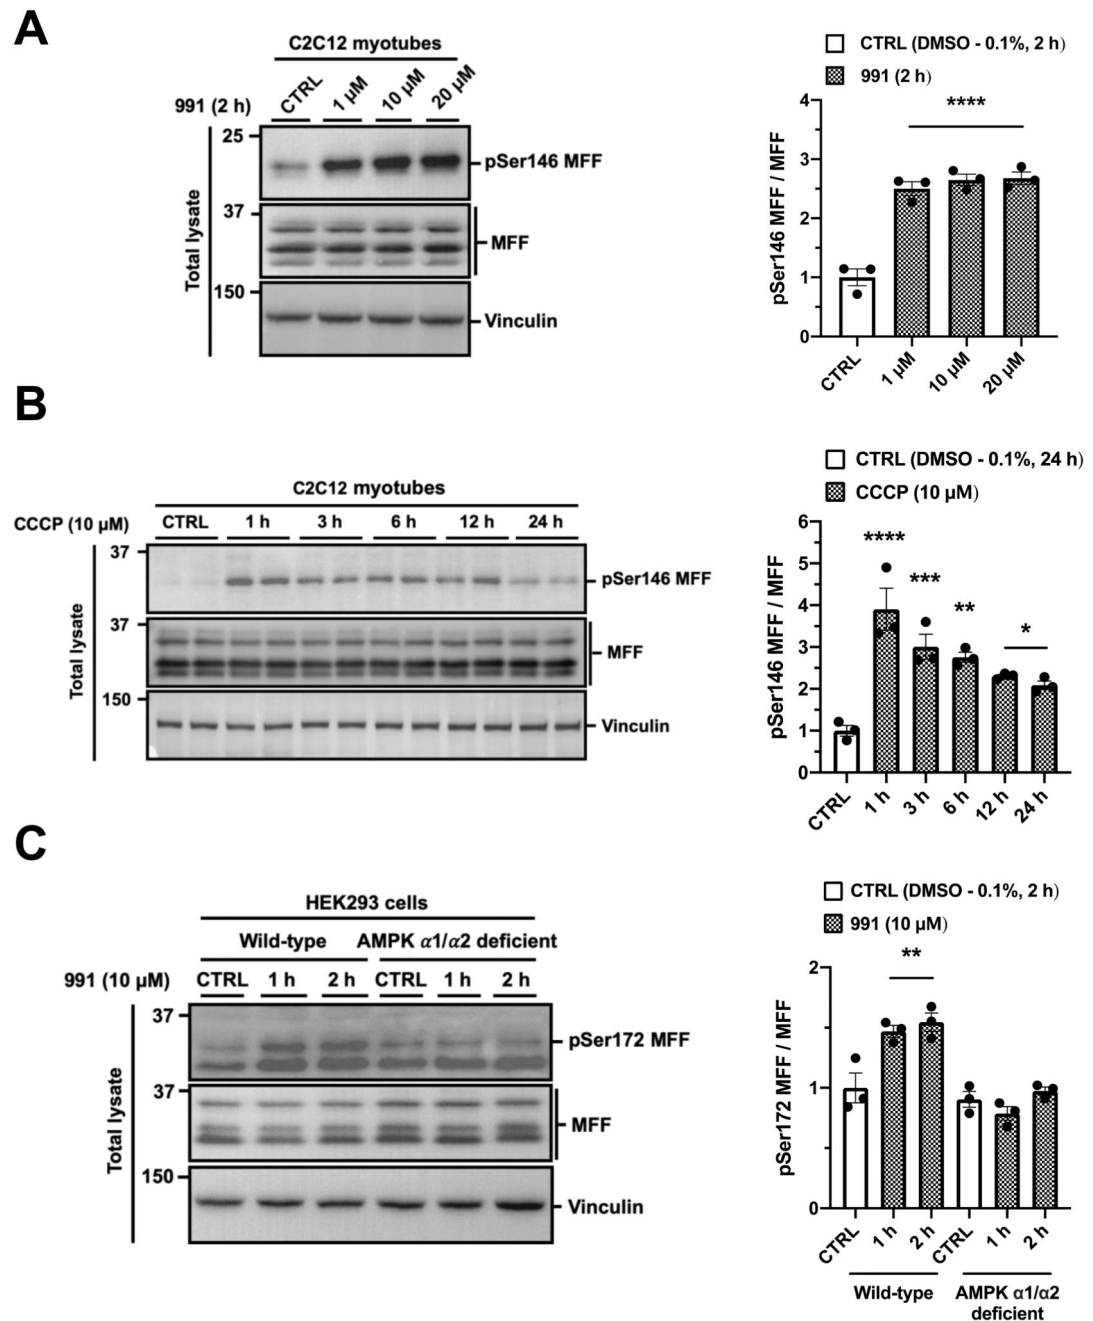 A
C2C12 myotubes
991 (2 h)
CTRL
1 µM
10 µM
20 µM
Total lysate
25
pSer146 MFF
37
MFF
150
Vinculin
CTRL (DMSO - 0.1%, 2 h)
991 (2 h)
pSer146 MFF / MFF
4
3
2
1
0
****
CTRL
1 µM
10 µM
20 µM
B
C2C12 myotubes
CCCP (10 µM)
CTRL
1 h
3 h
6 h
12 h
24 h
Total lysate
37
pSer146 MFF
37
MFF
150
Vinculin
CTRL (DMSO - 0.1%, 24 h)
CCCP (10 µM)
pSer146 MFF / MFF
6
5
4
3
2
1
0
****
***
**
*
CTRL
1 h
3 h
6 h
12 h
24 h
C
HEK293 cells
Wild-type
AMPK α1/α2 deficient
991 (10 µM)
CTRL
1 h
2 h
CTRL
1 h
2 h
Total lysate
37
pSer172 MFF
37
MFF
150
Vinculin
CTRL (DMSO - 0.1%, 2 h)
991 (10 µM)
pSer172 MFF / MFF
2
1
0
**
CTRL
1 h
2 h
CTRL
1 h
2 h
Wild-type
AMPK α1/α2
deficient